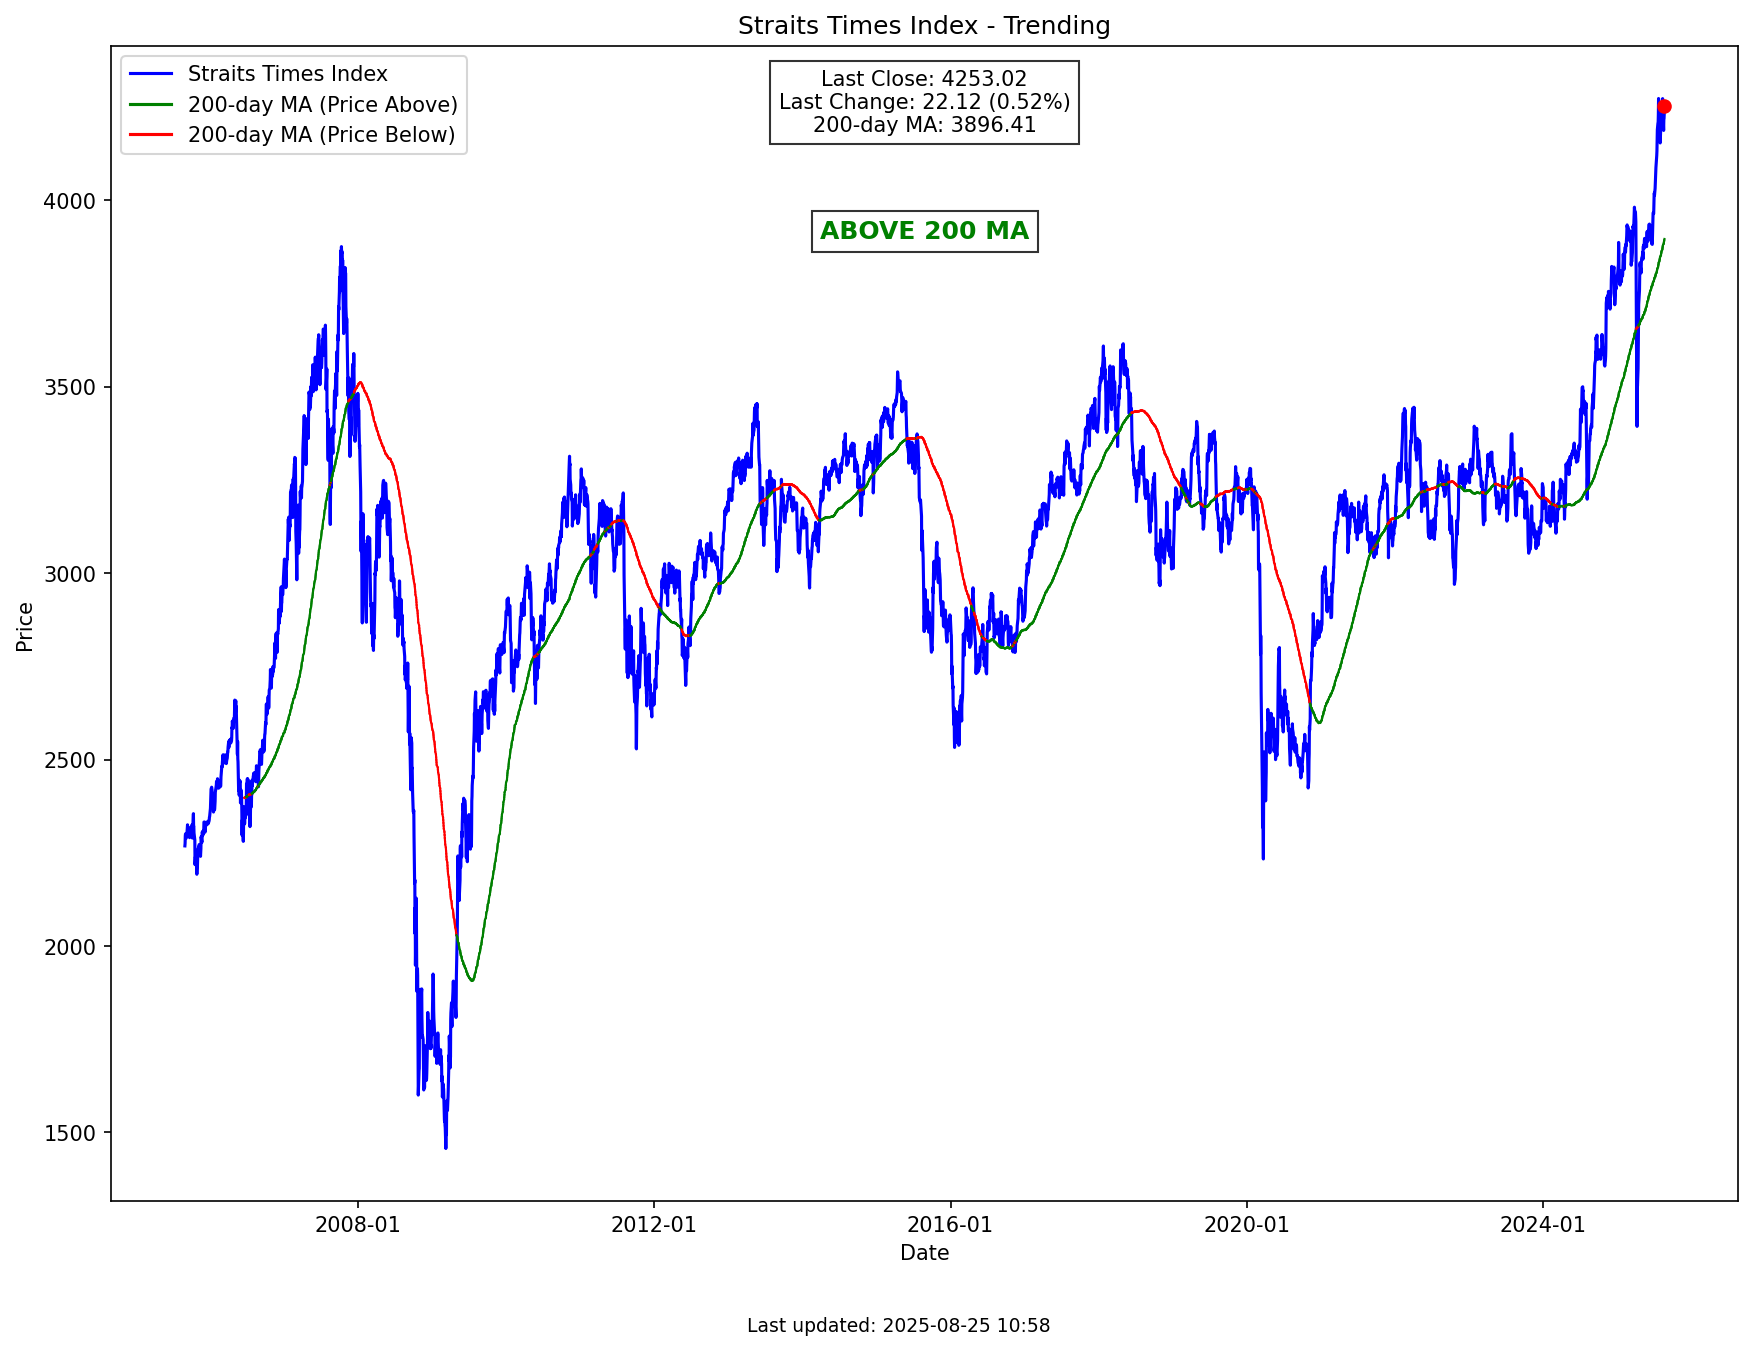 Straits Times Index - Trending
Straits Times Index
200-day MA (Price Above)
200-day MA (Price Below)
Last Close: 4253.02
Last Change: 22.12 (0.52%)
200-day MA: 3896.41
ABOVE 200 MA
4000
3500
3000
2500
2000
1500
Price
2008-01
2012-01
2016-01
2020-01
2024-01
Date
Last updated: 2025-08-25 10:58